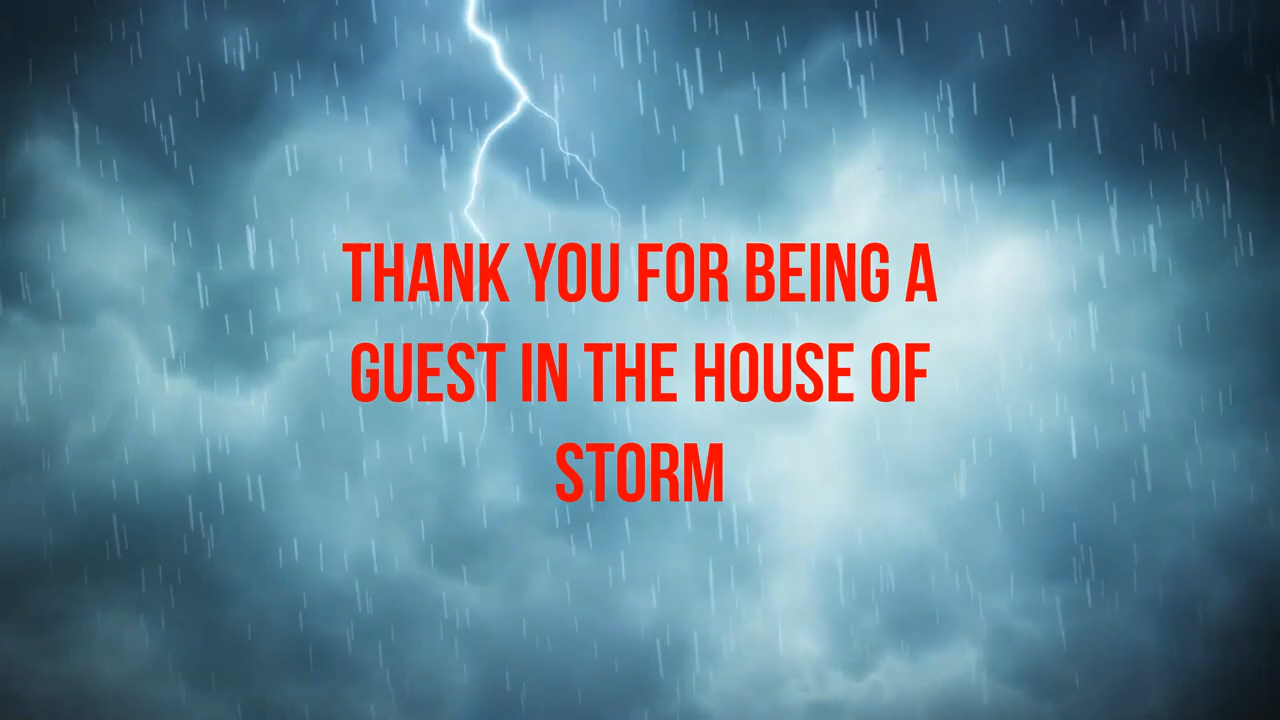 THANK YOU FOR BEING A
GUEST IN THE HOUSE OF
STORM